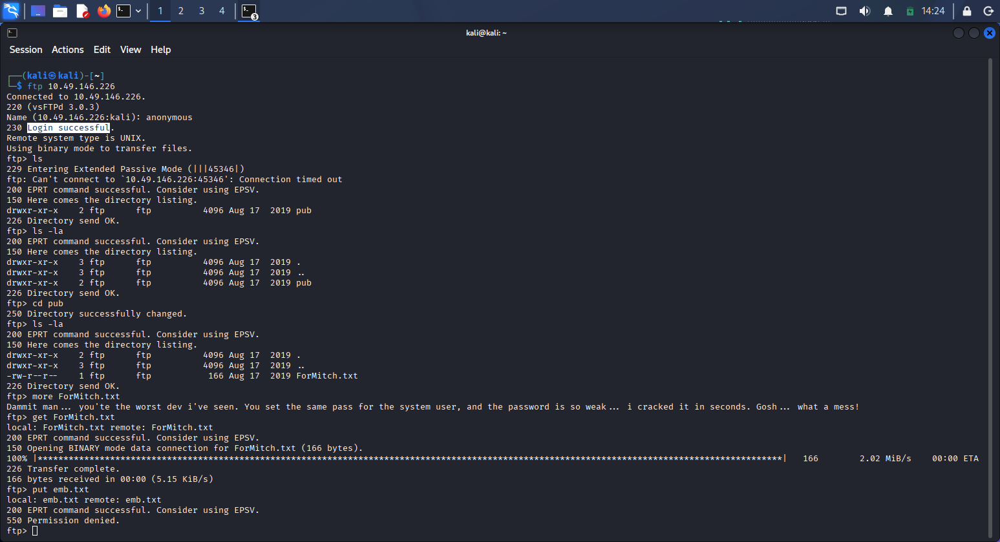 1 2 3 4 3 14:24
kali@kali: ~
Session Actions Edit View Help
┌──(kali㉿kali)-[~]
└─$ ftp 10.49.146.226
Connected to 10.49.146.226.
220 (vsFTPd 3.0.3)
Name (10.49.146.226:kali): anonymous
230 Login successful.
Remote system type is UNIX.
Using binary mode to transfer files.
ftp> ls
229 Entering Extended Passive Mode (|||45346|)
ftp: Can't connect to `10.49.146.226:45346': Connection timed out
200 EPRT command successful. Consider using EPSV.
150 Here comes the directory listing.
drwxr-xr-x    2 ftp      ftp          4096 Aug 17  2019 pub
226 Directory send OK.
ftp> ls -la
200 EPRT command successful. Consider using EPSV.
150 Here comes the directory listing.
drwxr-xr-x    3 ftp      ftp          4096 Aug 17  2019 .
drwxr-xr-x    3 ftp      ftp          4096 Aug 17  2019 ..
drwxr-xr-x    2 ftp      ftp          4096 Aug 17  2019 pub
226 Directory send OK.
ftp> cd pub
250 Directory successfully changed.
ftp> ls -la
200 EPRT command successful. Consider using EPSV.
150 Here comes the directory listing.
drwxr-xr-x    2 ftp      ftp          4096 Aug 17  2019 .
drwxr-xr-x    3 ftp      ftp          4096 Aug 17  2019 ..
-rw-r--r--    1 ftp      ftp           166 Aug 17  2019 ForMitch.txt
226 Directory send OK.
ftp> more ForMitch.txt
Dammit man... you'te the worst dev i've seen. You set the same pass for the system user, and the password is so weak... i cracked it in seconds. Gosh... what a mess!
ftp> get ForMitch.txt
local: ForMitch.txt remote: ForMitch.txt
200 EPRT command successful. Consider using EPSV.
150 Opening BINARY mode data connection for ForMitch.txt (166 bytes).
100% |************************************************************************************************************************************************| 166 2.02 MiB/s 00:00 ETA
226 Transfer complete.
166 bytes received in 00:00 (5.15 KiB/s)
ftp> put emb.txt
local: emb.txt remote: emb.txt
200 EPRT command successful. Consider using EPSV.
550 Permission denied.
ftp>